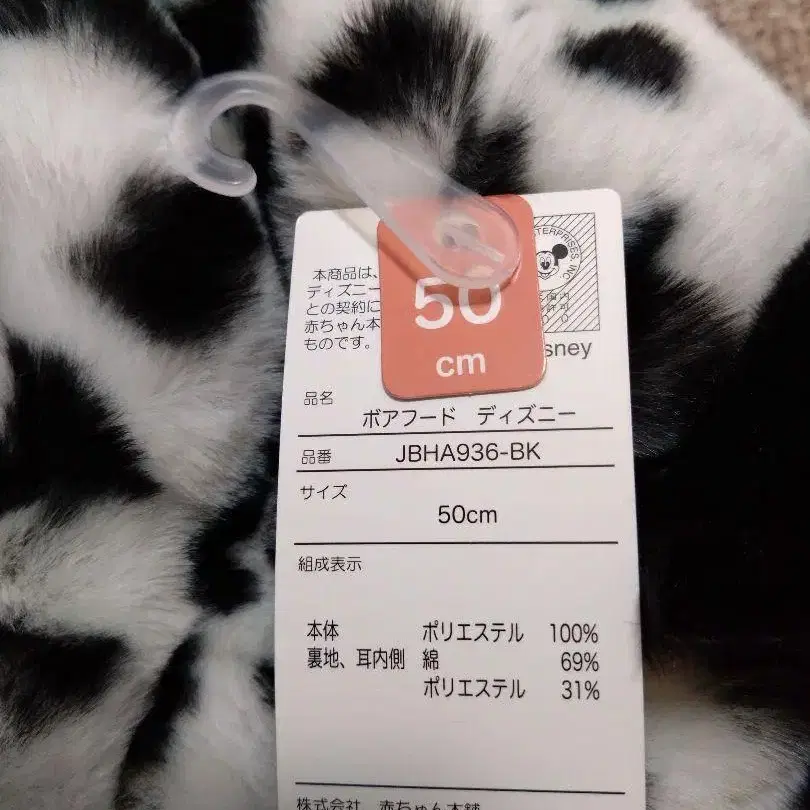 本商品は、
ディズニー
との契約に
赤ちゃん本
ものです。
50
cm
TERPRISES INC
sney
品名
ボアフード ディズニー
品番
JBHA936-BK
サイズ
50cm
組成表示
本体 ポリエステル 100%
裏地、耳内側 綿 69%
ポリエステル 31%
株式会社 赤ちゃん本舗